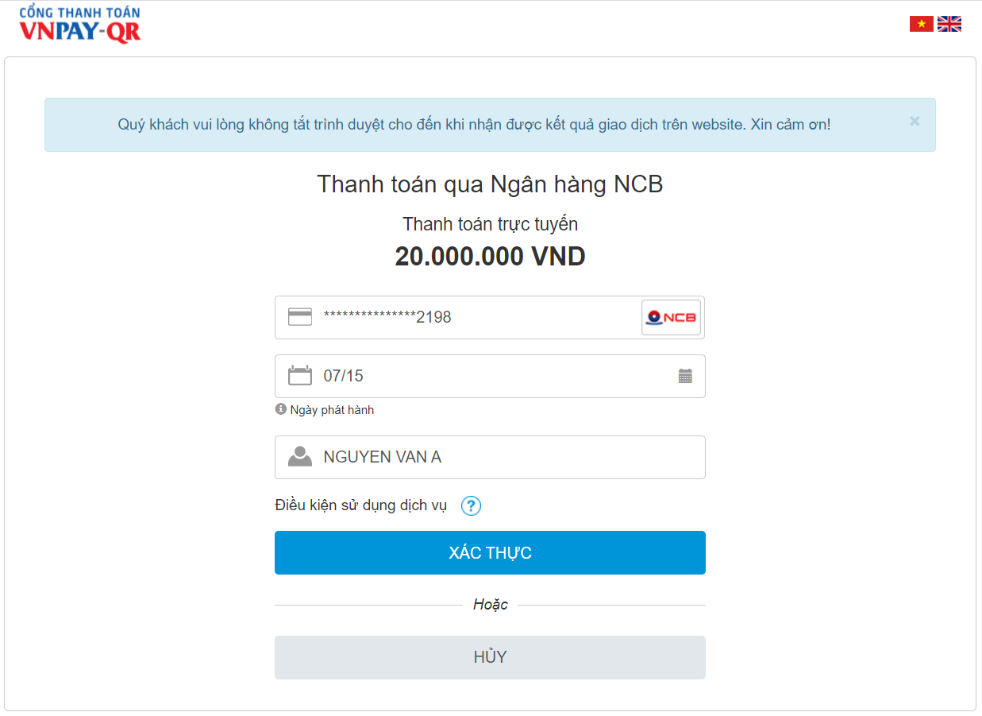 CỔNG THANH TOÁN
VNPAY-QR
Quý khách vui lòng không tắt trình duyệt cho đến khi nhận được kết quả giao dịch trên website. Xin cảm ơn!
×
Thanh toán qua Ngân hàng NCB
Thanh toán trực tuyến
20.000.000 VND
***************2198 NCB
07/15
Ngày phát hành
NGUYEN VAN A
Điều kiện sử dụng dịch vụ ?
XÁC THỰC
Hoặc
HỦY